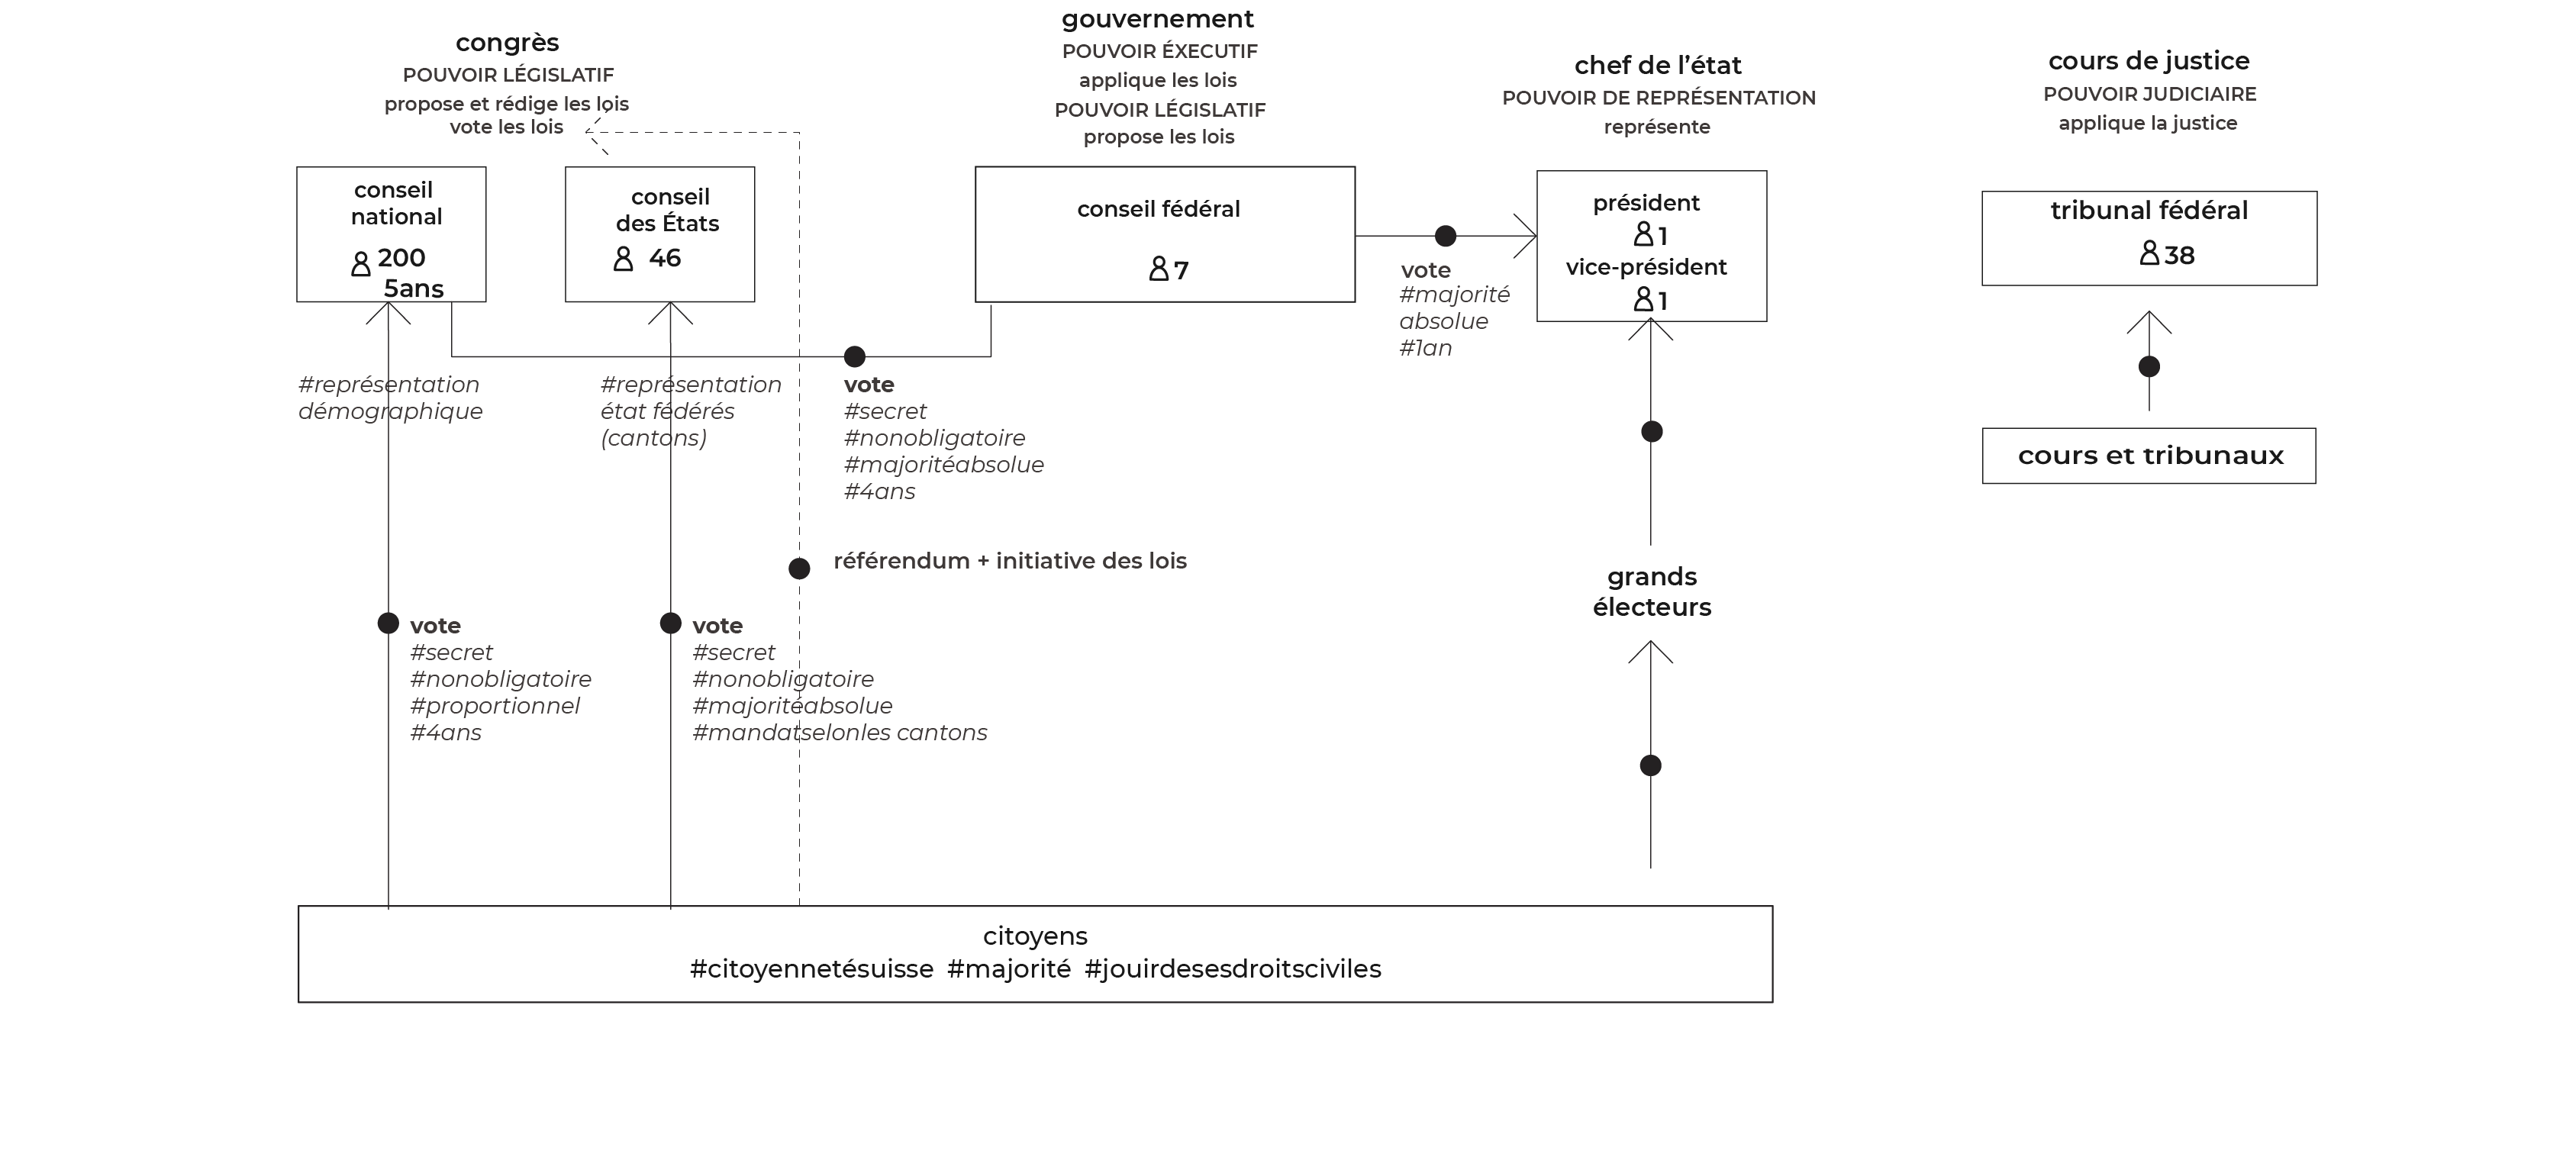 congrès
POUVOIR LÉGISLATIF
propose et rédige les lois
vote les lois
conseil
national
200
5ans
conseil
des États
46
gouvernement
POUVOIR ÉXECUTIF
applique les lois
POUVOIR LÉGISLATIF
propose les lois
conseil fédéral
7
vote
#majorité
absolue
#1an
chef de l’état
POUVOIR DE REPRÉSENTATION
représente
président
1
vice-président
1
cours de justice
POUVOIR JUDICIAIRE
applique la justice
tribunal fédéral
38
cours et tribunaux
#représentation
démographique
#représentation
état fédérés
(cantons)
vote
#secret
#nonobligatoire
#majoritéabsolue
#4ans
référendum + initiative des lois
vote
#secret
#nonobligatoire
#proportionnel
#4ans
vote
#secret
#nonobligatoire
#majoritéabsolue
#mandatselonles cantons
grands
électeurs
citoyens
#citoyennetésuisse #majorité #jouirdesesdroitsciviles